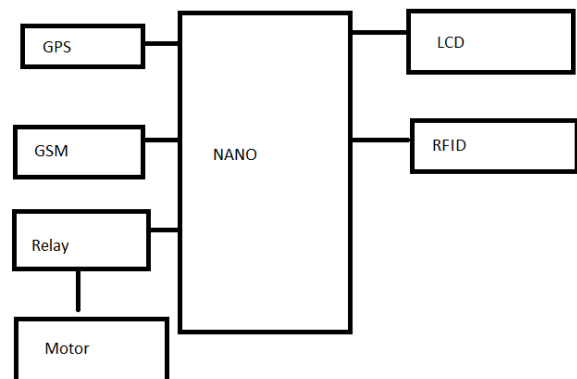 GPS
LCD
GSM
NANO
RFID
Relay
Motor